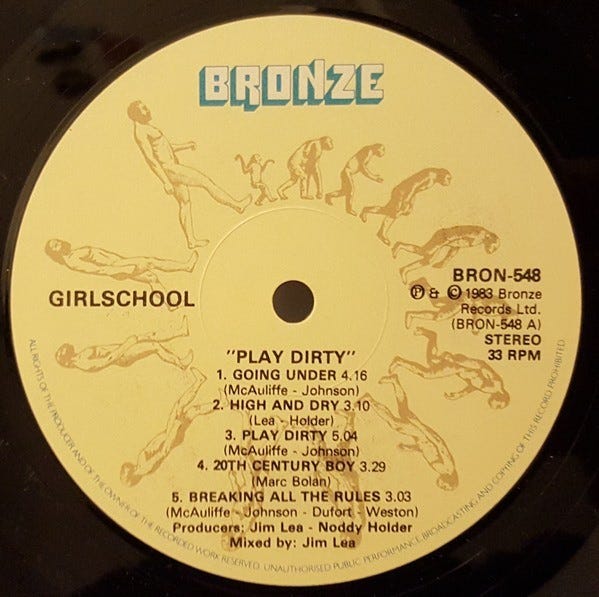 BRONZE
GIRLSCHOOL
BRON-548
Ⓟ & © 1983 Bronze
Records Ltd.
(BRON-548 A)
STEREO
33 RPM
"PLAY DIRTY"
1. GOING UNDER 4.16
(McAuliffe - Johnson)
2. HIGH AND DRY 3.10
(Lea - Holder)
3. PLAY DIRTY 5.04
(McAuliffe - Johnson)
4. 20TH CENTURY BOY 3.29
(Marc Bolan)
5. BREAKING ALL THE RULES 3.03
(McAuliffe - Johnson - Dufort - Weston)
Producers: Jim Lea - Noddy Holder
Mixed by: Jim Lea
ALL RIGHTS OF THE PRODUCER AND OF THE OWNER OF THE RECORDED WORK RESERVED. UNAUTHORISED PUBLIC PERFORMANCE, BROADCASTING AND COPYING OF THIS RECORD PROHIBITED